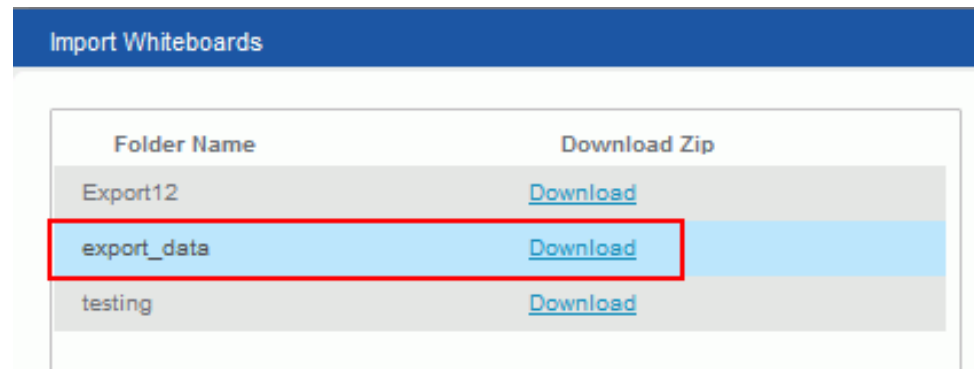 Import Whiteboards
Folder Name Download Zip
Export12 Download
export_data Download
testing Download